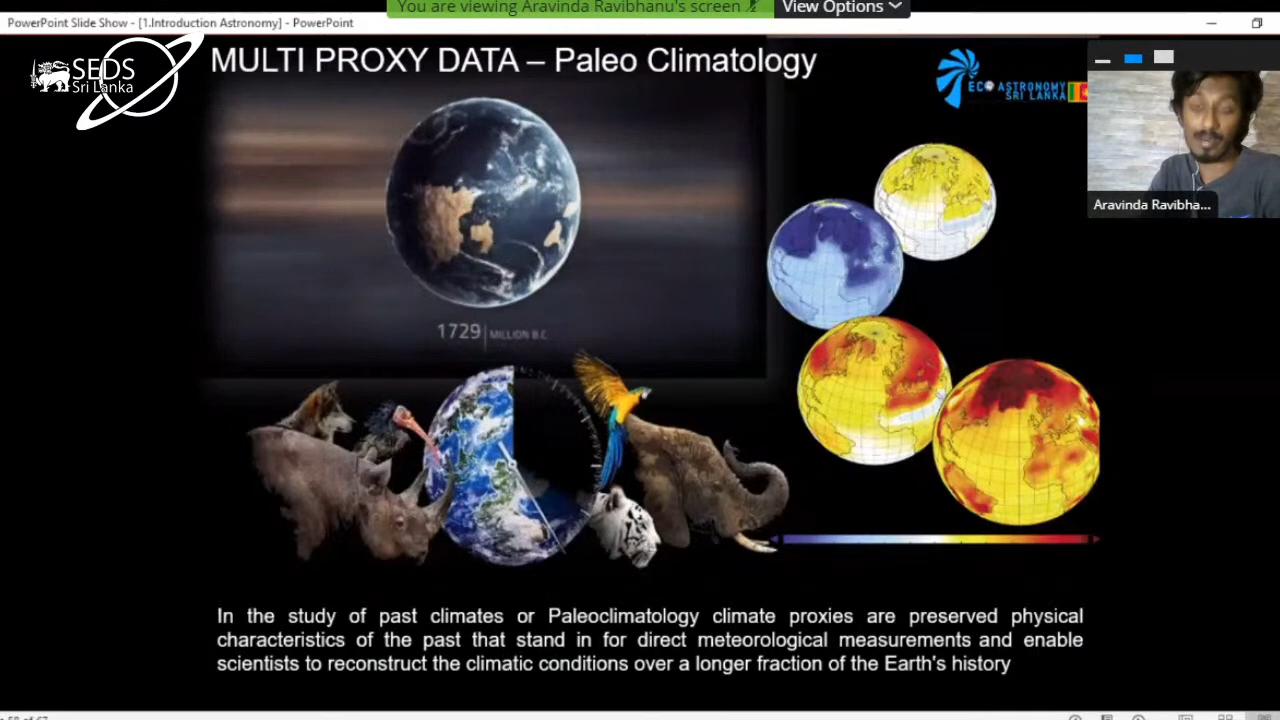 You are viewing Aravinda Ravibhanu's screen
View Options
PowerPoint Slide Show - [1.Introduction Astronomy] - PowerPoint
SEDS
Sri Lanka
MULTI PROXY DATA – Paleo Climatology
ECO ASTRONOMY
SRI LANKA
Aravinda Ravibha...
1729 MILLION B.C.
In the study of past climates or Paleoclimatology climate proxies are preserved physical
characteristics of the past that stand in for direct meteorological measurements and enable
scientists to reconstruct the climatic conditions over a longer fraction of the Earth's history